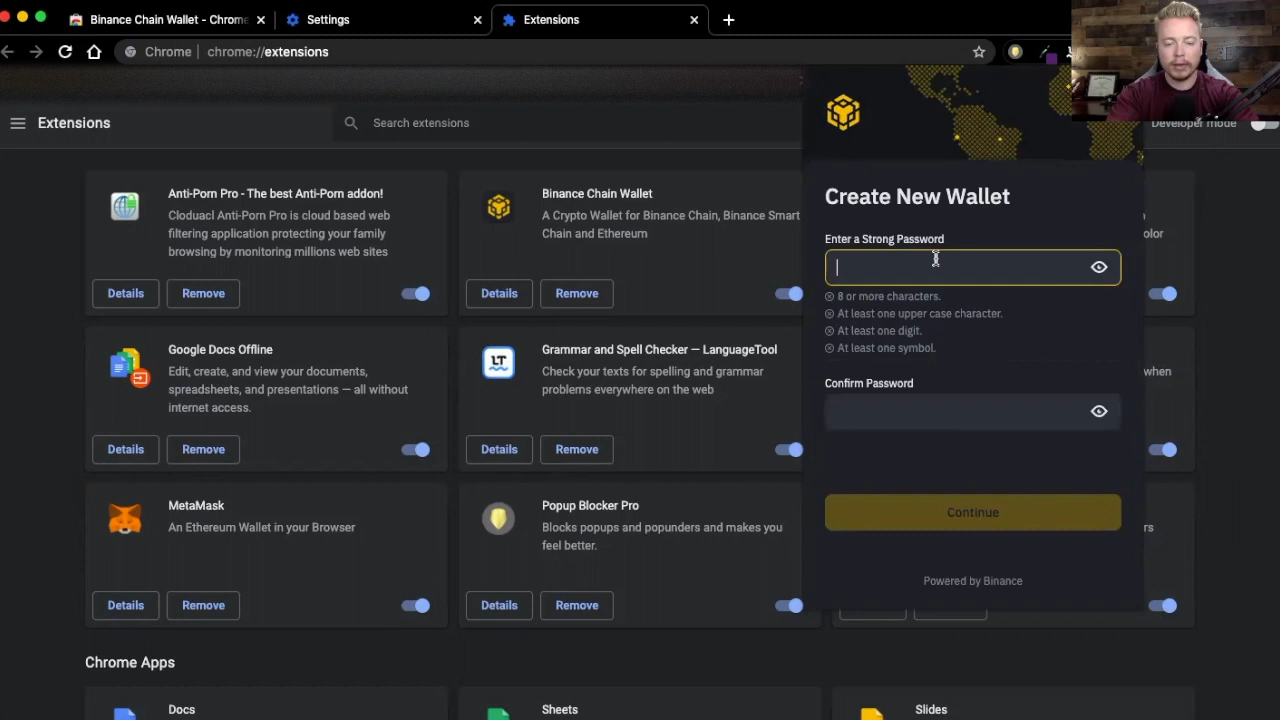 Binance Chain Wallet - Chrome
Settings
Extensions
Chrome
chrome://extensions
Extensions
Search extensions
Developer mode
Anti-Porn Pro - The best Anti-Porn addon!
Cloduacl Anti-Porn Pro is cloud based web
filtering application protecting your family
browsing by monitoring millions web sites
Details
Remove
Binance Chain Wallet
A Crypto Wallet for Binance Chain, Binance Smart
Chain and Ethereum
Details
Remove
Google Docs Offline
Edit, create, and view your documents,
spreadsheets, and presentations — all without
internet access.
Details
Remove
LT
Grammar and Spell Checker — LanguageTool
Check your texts for spelling and grammar
problems everywhere on the web
Details
Remove
MetaMask
An Ethereum Wallet in your Browser
Details
Remove
Popup Blocker Pro
Blocks popups and popunders and makes you
feel better.
Details
Remove
Create New Wallet
Enter a Strong Password
8 or more characters.
At least one upper case character.
At least one digit.
At least one symbol.
Confirm Password
Continue
Powered by Binance
Chrome Apps
Docs
Sheets
Slides